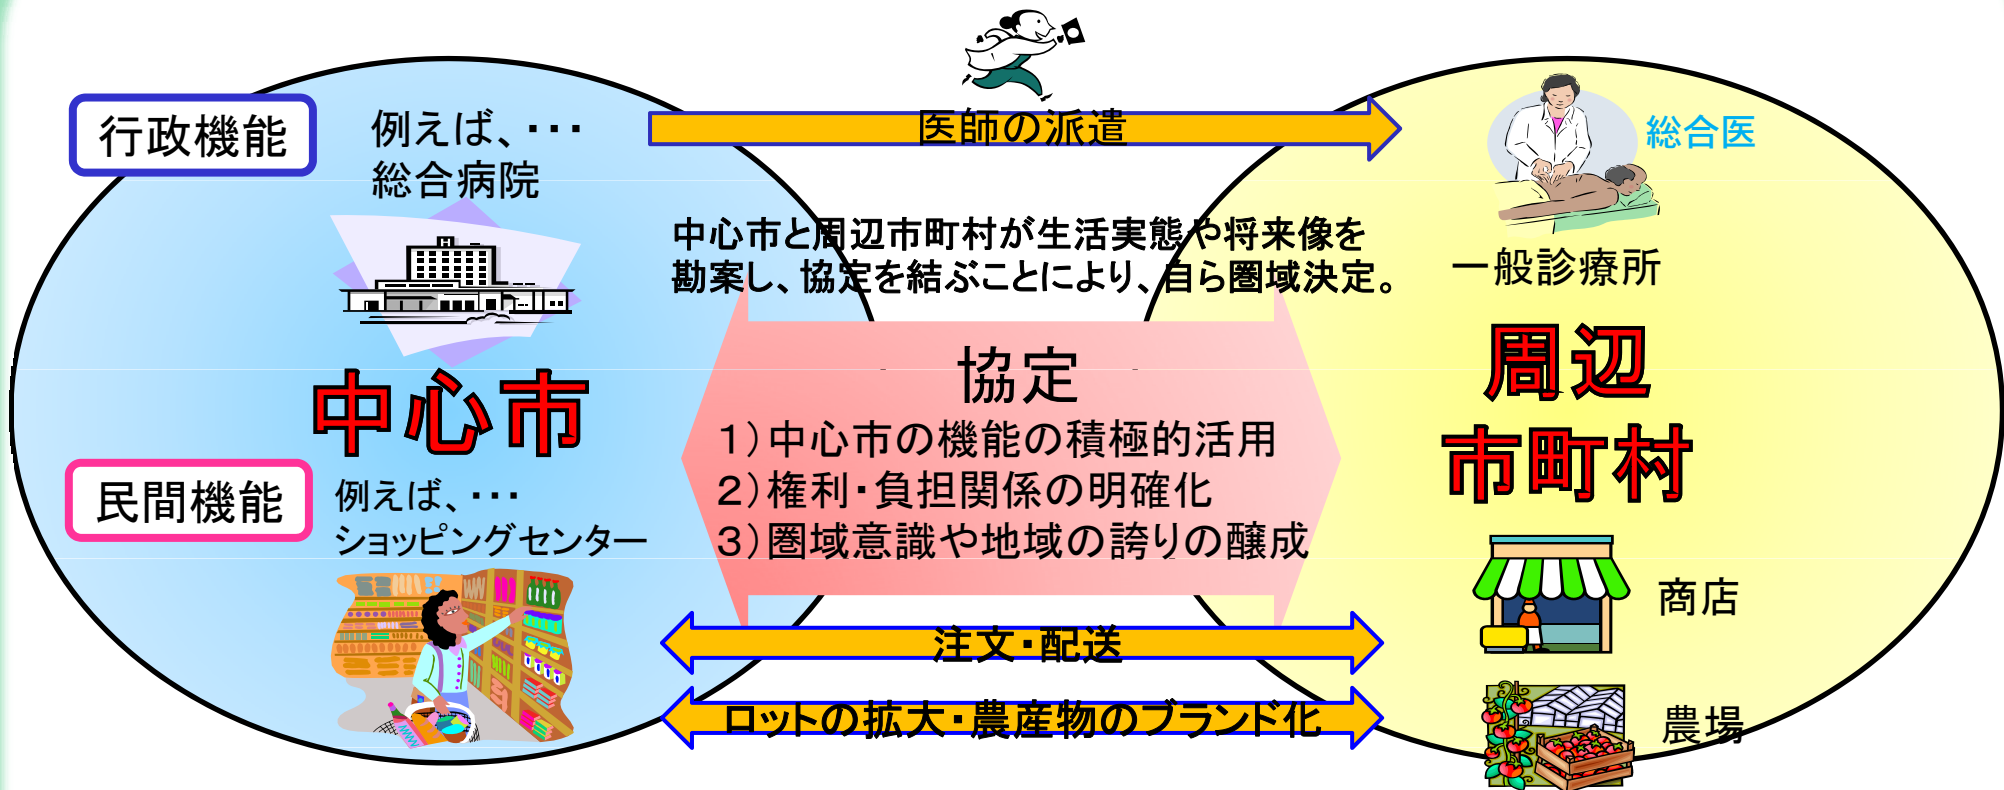 行政機能
例えば、・・・
総合病院
医師の派遣
総合医
一般診療所
中心市と周辺市町村が生活実態や将来像を
勘案し、協定を結ぶことにより、自ら圏域決定。
中心市
周辺
市町村
協定
1）中心市の機能の積極的活用
2）権利・負担関係の明確化
3）圏域意識や地域の誇りの醸成
民間機能
例えば、・・・
ショッピングセンター
注文・配送
商店
ロットの拡大・農産物のブランド化
農場